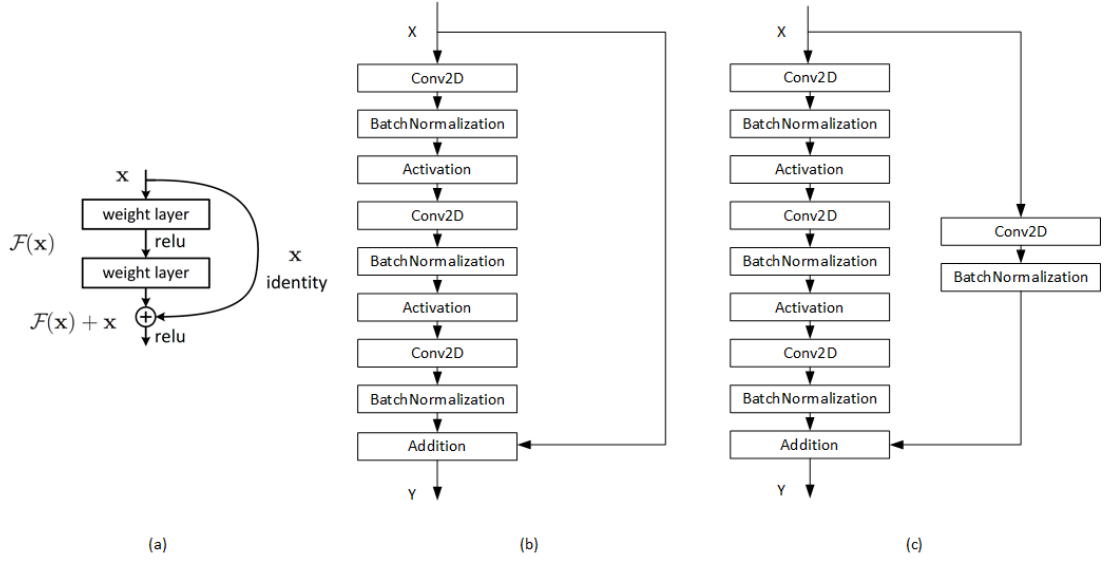 x
weight layer
relu
F(x)
weight layer
x
identity
F(x) + x
relu
(a)
X
Conv2D
BatchNormalization
Activation
Conv2D
BatchNormalization
Activation
Conv2D
BatchNormalization
Addition
Y
(b)
X
Conv2D
BatchNormalization
Activation
Conv2D
BatchNormalization
Activation
Conv2D
BatchNormalization
Addition
Y
Conv2D
BatchNormalization
(c)